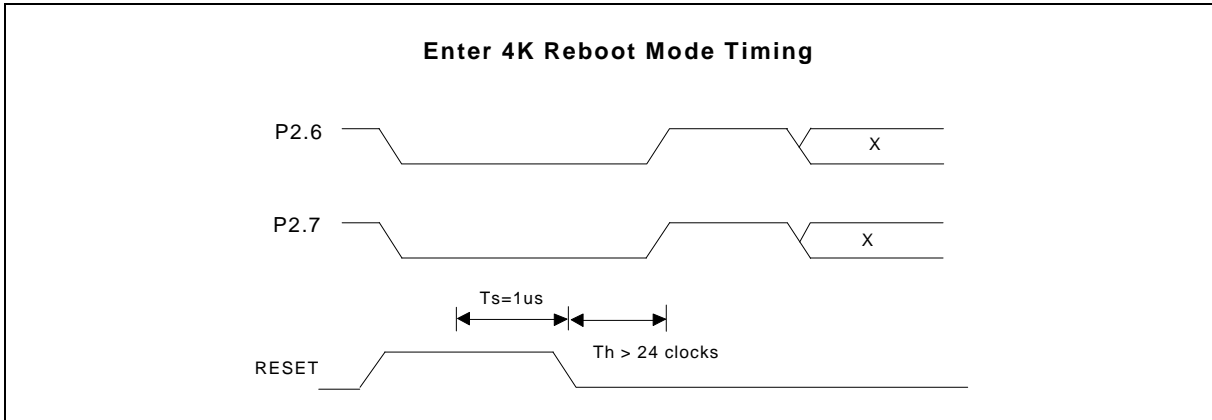 Enter 4K Reboot Mode Timing
P2.6
X
P2.7
X
Ts=1us
Th > 24 clocks
RESET